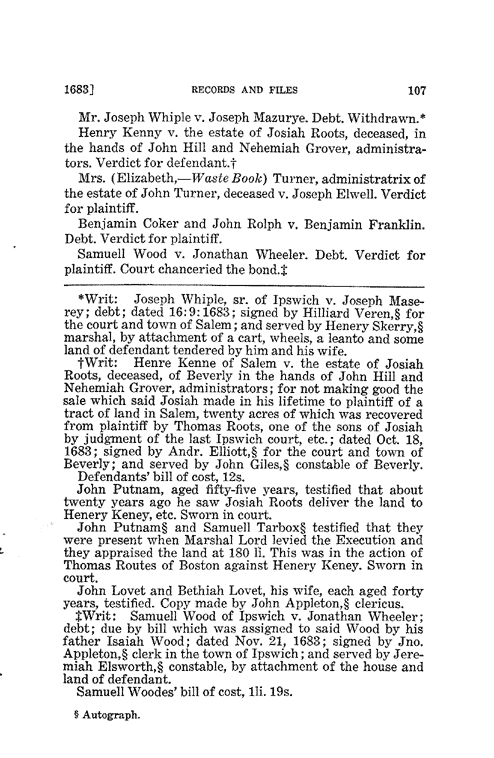 1683] RECORDS AND FILES 107
Mr. Joseph Whiple v. Joseph Mazurye. Debt. Withdrawn.*
Henry Kenny v. the estate of Josiah Roots, deceased, in
the hands of John Hill and Nehemiah Grover, administra-
tors. Verdict for defendant.†
Mrs. (Elizabeth,—Waste Book) Turner, administratrix of
the estate of John Turner, deceased v. Joseph Elwell. Verdict
for plaintiff.
Benjamin Coker and John Rolph v. Benjamin Franklin.
Debt. Verdict for plaintiff.
Samuell Wood v. Jonathan Wheeler. Debt. Verdict for
plaintiff. Court chanceried the bond.‡
*Writ: Joseph Whiple, sr. of Ipswich v. Joseph Mase-
rey; debt; dated 16:9:1683; signed by Hilliard Veren,§ for
the court and town of Salem; and served by Henery Skerry,§
marshal, by attachment of a cart, wheels, a leanto and some
land of defendant tendered by him and his wife.
†Writ: Henre Kenne of Salem v. the estate of Josiah
Roots, deceased, of Beverly in the hands of John Hill and
Nehemiah Grover, administrators; for not making good the
sale which said Josiah made in his lifetime to plaintiff of a
tract of land in Salem, twenty acres of which was recovered
from plaintiff by Thomas Roots, one of the sons of Josiah
by judgment of the last Ipswich court, etc.; dated Oct. 18,
1683; signed by Andr. Elliott,§ for the court and town of
Beverly; and served by John Giles,§ constable of Beverly.
Defendants' bill of cost, 12s.
John Putnam, aged fifty-five years, testified that about
twenty years ago he saw Josiah Roots deliver the land to
Henery Keney, etc. Sworn in court.
John Putnam§ and Samuell Tarbox§ testified that they
were present when Marshal Lord levied the Execution and
they appraised the land at 180 li. This was in the action of
Thomas Routes of Boston against Henery Keney. Sworn in
court.
John Lovet and Bethiah Lovet, his wife, each aged forty
years, testified. Copy made by John Appleton,§ clericus.
‡Writ: Samuell Wood of Ipswich v. Jonathan Wheeler;
debt; due by bill which was assigned to said Wood by his
father Isaiah Wood; dated Nov. 21, 1683; signed by Jno.
Appleton,§ clerk in the town of Ipswich; and served by Jere-
miah Elsworth,§ constable, by attachment of the house and
land of defendant.
Samuell Woodes' bill of cost, 1li. 19s.
§ Autograph.